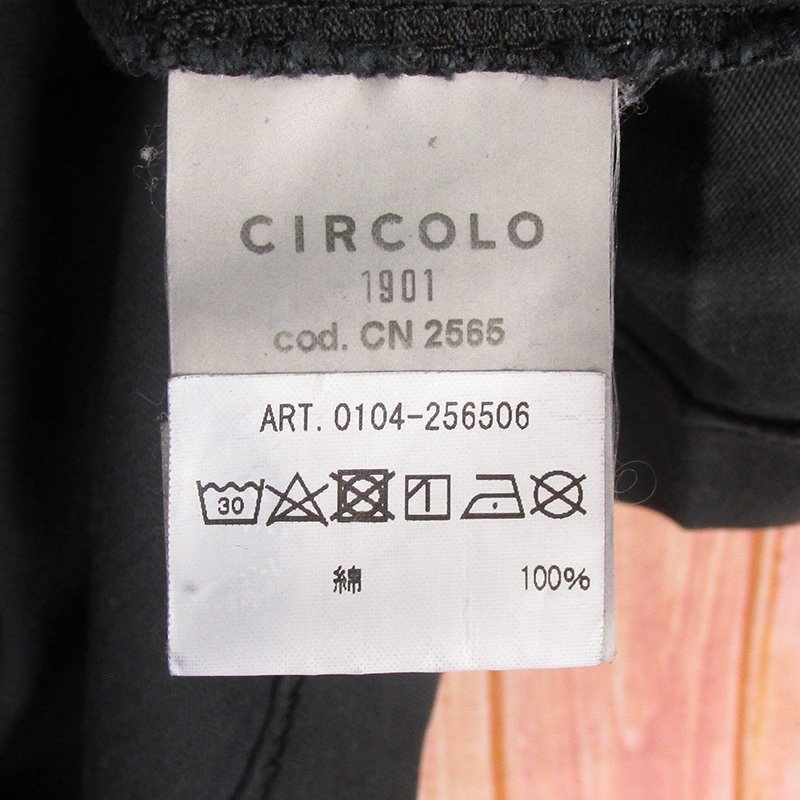 CIRCOLO
1901
cod. CN 2565
ART. 0104-256506
30
綿 100%